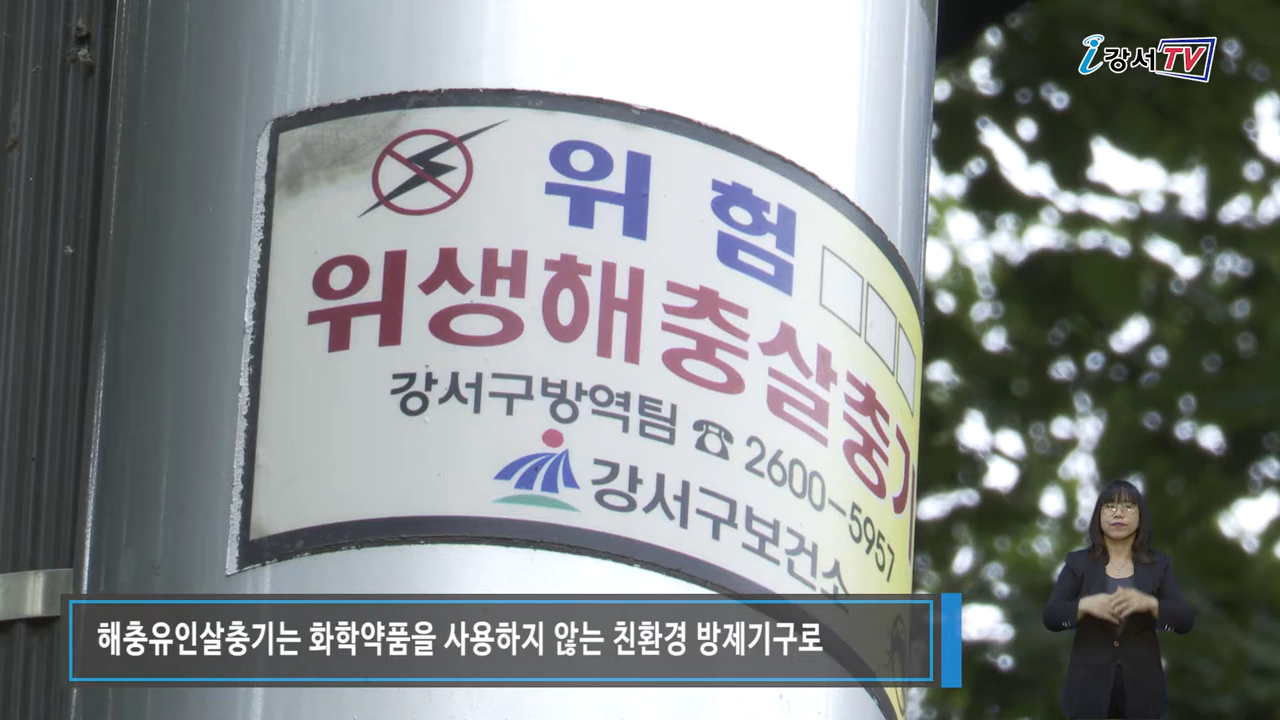 i강서TV
위험
위생해충살충기
강서구방역팀 ☎ 2600-5957
강서구보건소
해충유인살충기는 화학약품을 사용하지 않는 친환경 방제기구로